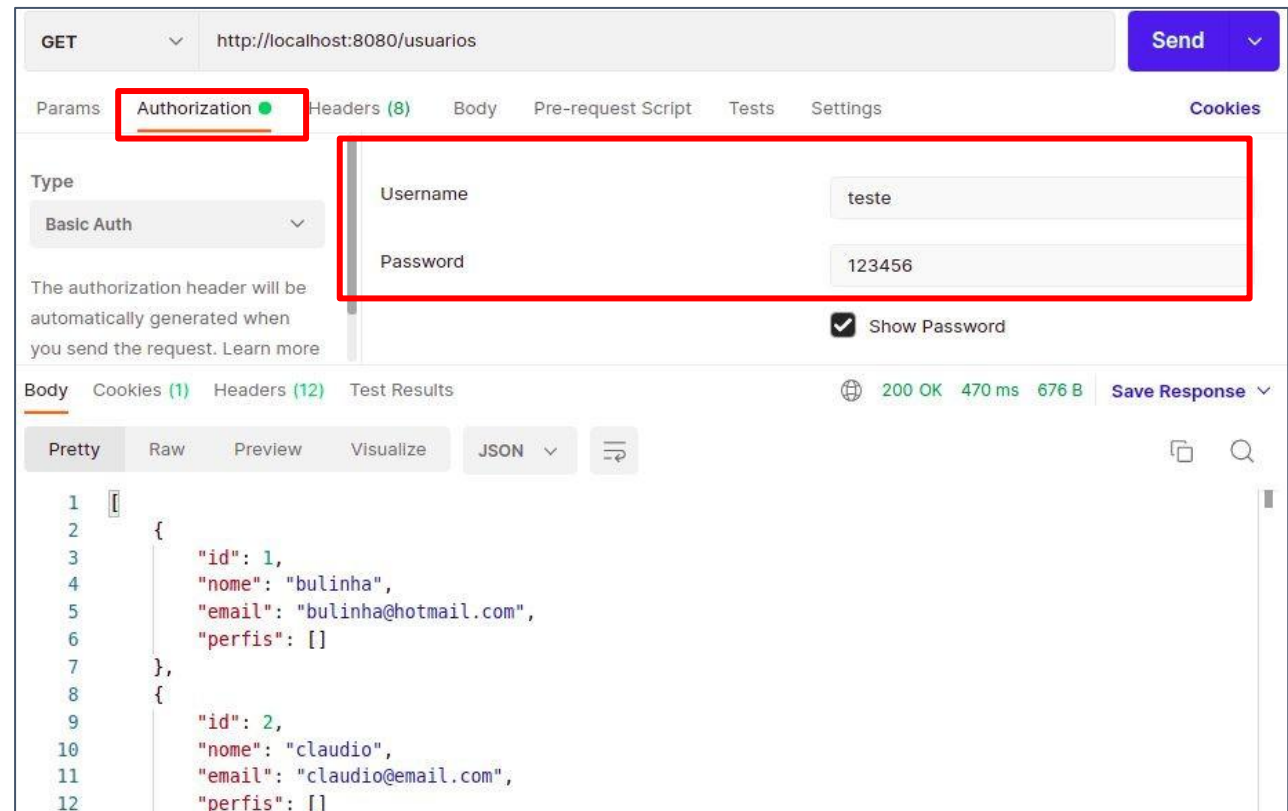 GET http://localhost:8080/usuarios Send
Params Authorization Headers (8) Body Pre-request Script Tests Settings Cookies
Type
Basic Auth
The authorization header will be
automatically generated when
you send the request. Learn more
Username teste
Password 123456
Show Password
Body Cookies (1) Headers (12) Test Results 200 OK 470 ms 676 B Save Response
Pretty Raw Preview Visualize JSON
1 [
2 {
3 "id": 1,
4 "nome": "bulinha",
5 "email": "bulinha@hotmail.com",
6 "perfis": []
7 },
8 {
9 "id": 2,
10 "nome": "claudio",
11 "email": "claudio@email.com",
12 "perfis": []